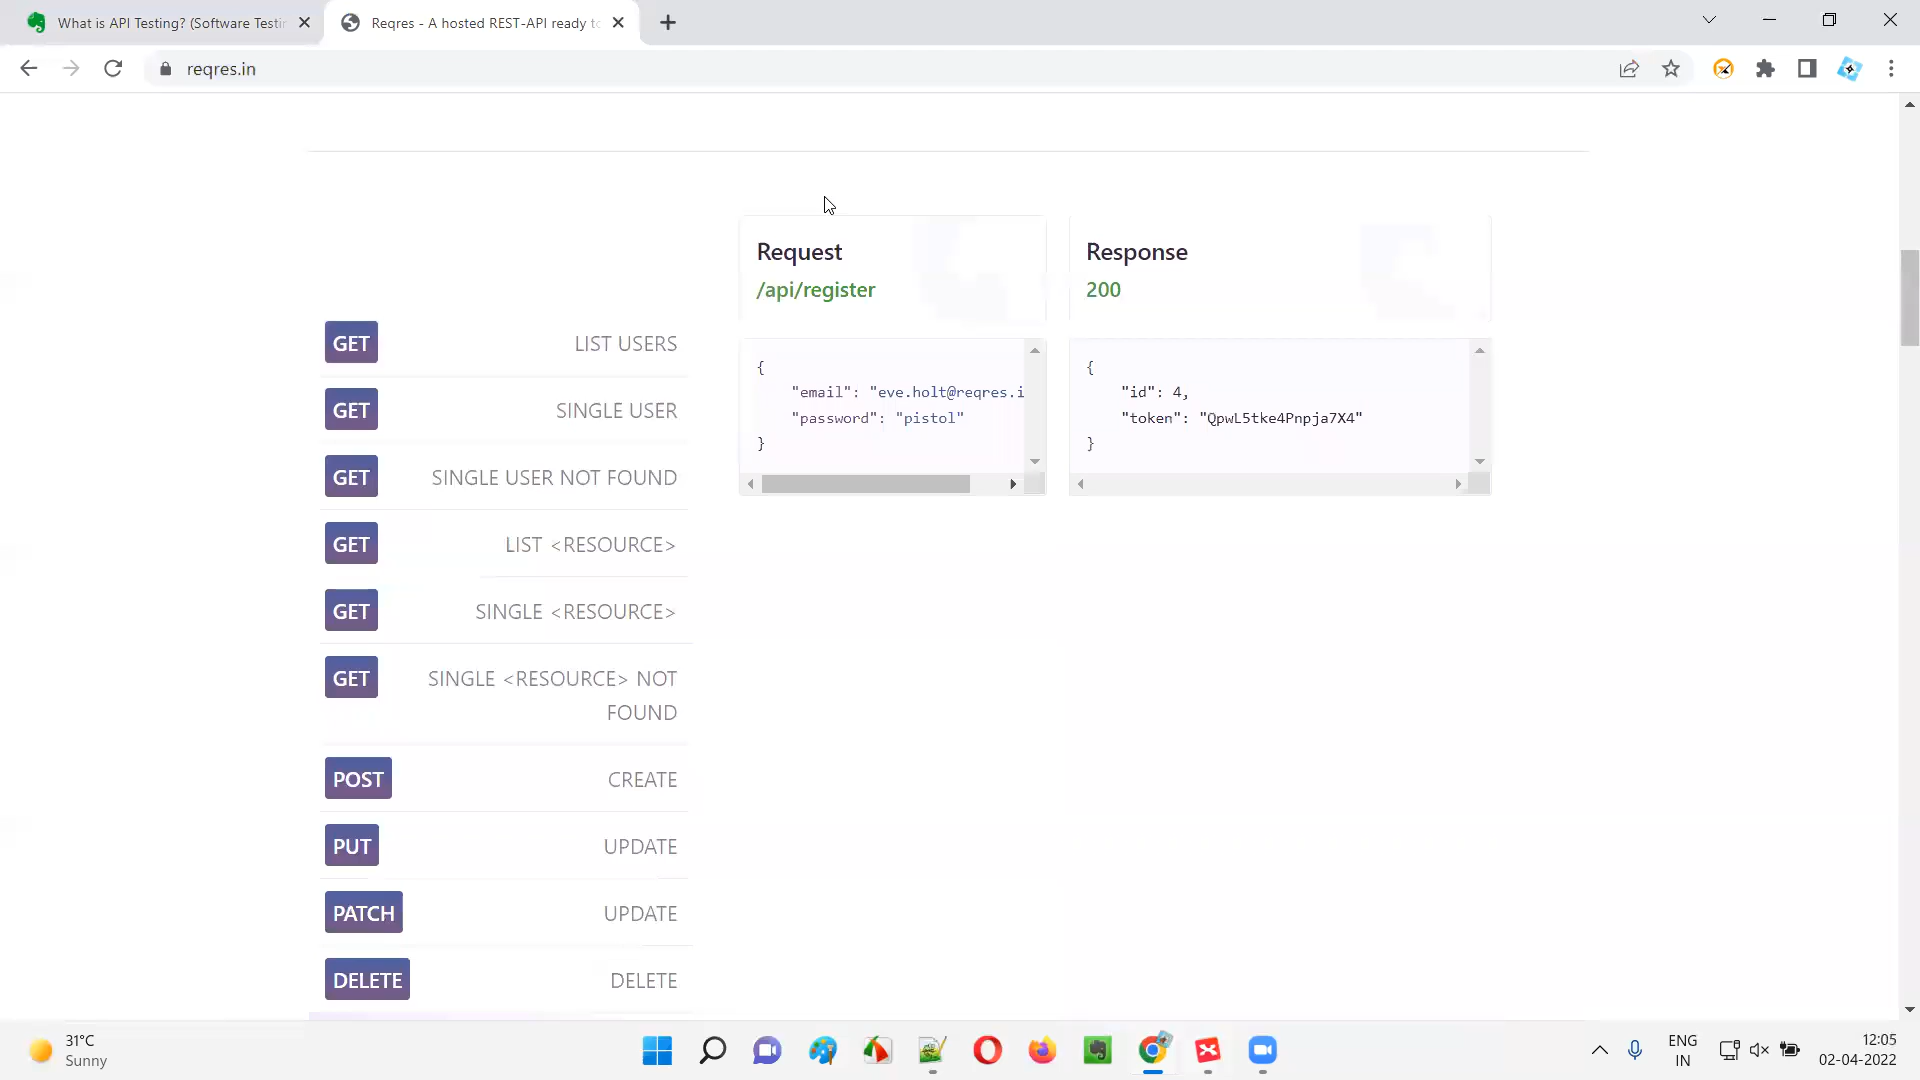 What is API Testing? (Software Testin
Reqres - A hosted REST-API ready to
reqres.in
Request
/api/register
Response
200
GET LIST USERS
GET SINGLE USER
GET SINGLE USER NOT FOUND
GET LIST <RESOURCE>
GET SINGLE <RESOURCE>
GET SINGLE <RESOURCE> NOT
FOUND
POST CREATE
PUT UPDATE
PATCH UPDATE
DELETE DELETE
{
"email": "eve.holt@reqres.i
"password": "pistol"
}
{
"id": 4,
"token": "QpwL5tke4Pnpja7X4"
}
31°C
Sunny
ENG
IN
12:05
02-04-2022